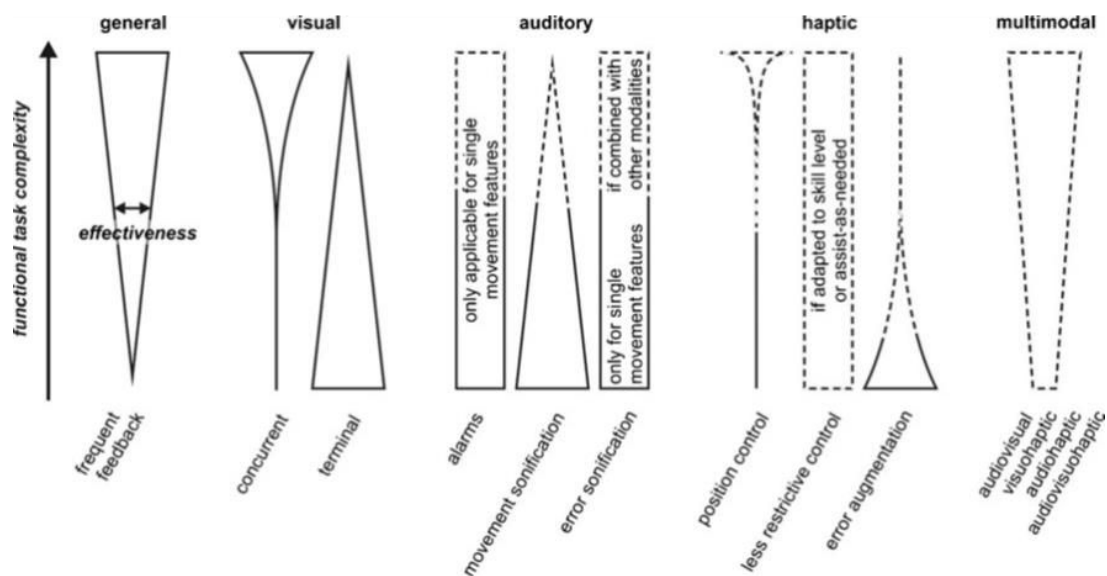 general
visual
auditory
haptic
multimodal
functional task complexity
effectiveness
only applicable for single
movement features
if combined with
other modalities
only for single
movement features
if adapted to skill level
or assist-as-needed
frequent
feedback
concurrent
terminal
alarms
movement sonification
error sonification
position control
less restrictive control
error augmentation
audiovisual
visuohaptic
audiohaptic
audiovisuohaptic